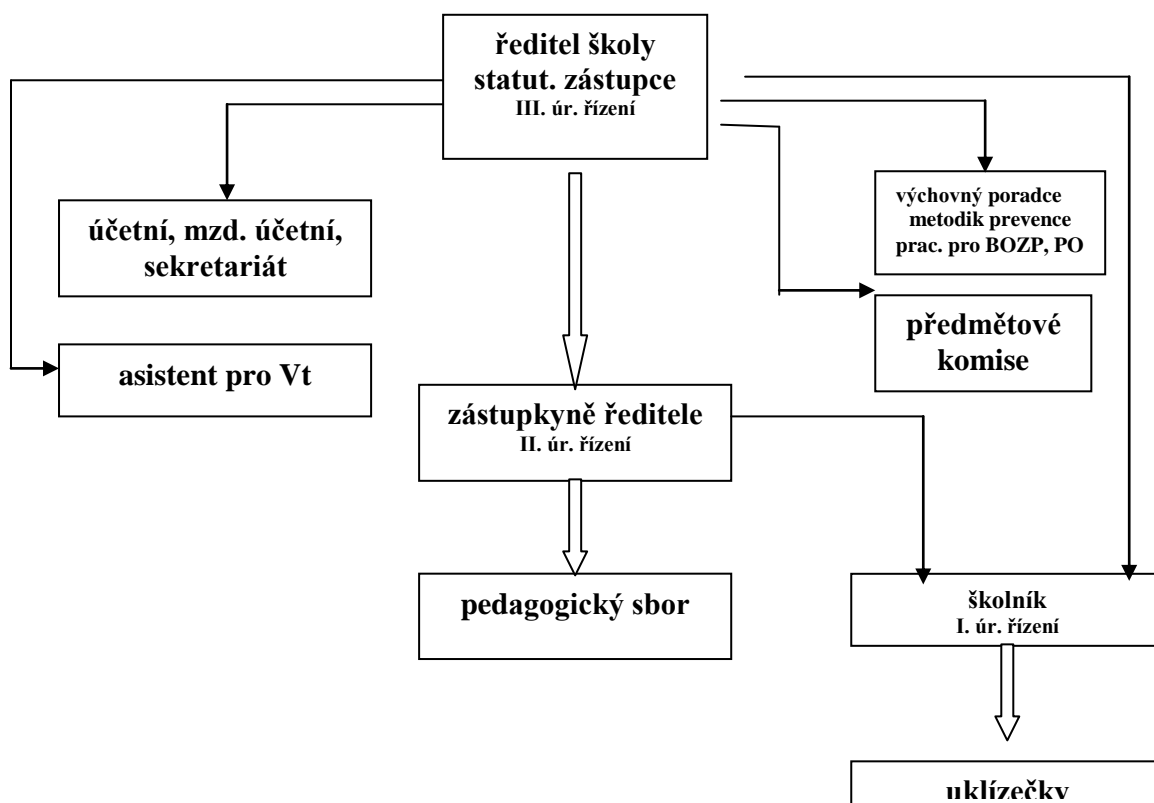 ředitel školy
statut. zástupce
III. úr. řízení
výchovný poradce
metodik prevence
prac. pro BOZP, PO
účetní, mzd. účetní,
sekretariát
předmětové
komise
asistent pro Vt
zástupkyně ředitele
II. úr. řízení
pedagogický sbor
školník
I. úr. řízení
uklízečky